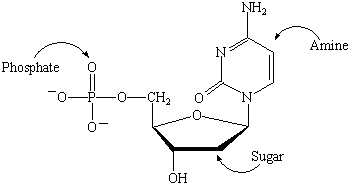 NH₂
Phosphate
O
N
Amine
⁻O—P—O—CH₂
O
N
O⁻
O
Sugar
OH